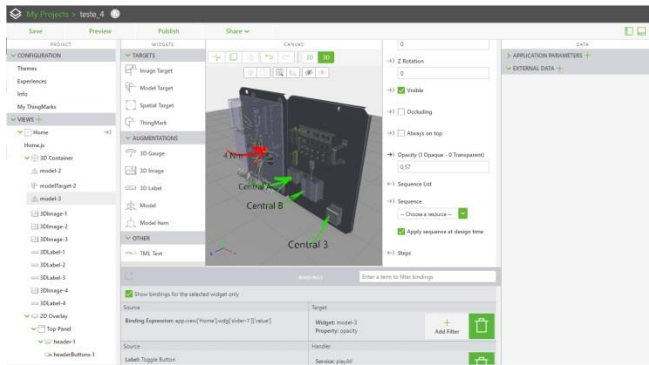 My Projects > teste_4
Save
Preview
Publish
Share
PROJECT
CONFIGURATION
Themes
Experiences
Info
My ThingMarks
VIEWS +
Home
Home.js
3D Container
model-2
modelTarget-2
model-3
3DImage-1
3DImage-2
3DImage-3
3DLabel-1
3DLabel-2
3DLabel-3
3DImage-4
3DLabel-4
2D Overlay
Top Panel
header-1
headerButtons-1
WIDGETS
TARGETS
Image Target
Model Target
Spatial Target
ThingMark
AUGMENTATIONS
3D Gauge
3D Image
3D Label
Model
Model Item
OTHER
TML Text
CANVAS
2D 3D
Central A
Central B
Central 3
0
Z Rotation
0
Visible
Occluding
Always on top
Opacity (1 Opaque - 0 Transparent)
0.57
Sequence List
Sequence
-- Choose a resource --
Apply sequence at design time
Steps
BINDINGS
Enter a term to filter bindings
Show bindings for the selected widget only
Source
Target
Binding Expression: app.view['Home'].wdg['slider-1']['value']
Widget: model-3
Property: opacity
+
Add Filter
Source
Handler
Label: Toggle Button
Service: playAll
DATA
APPLICATION PARAMETERS +
EXTERNAL DATA +